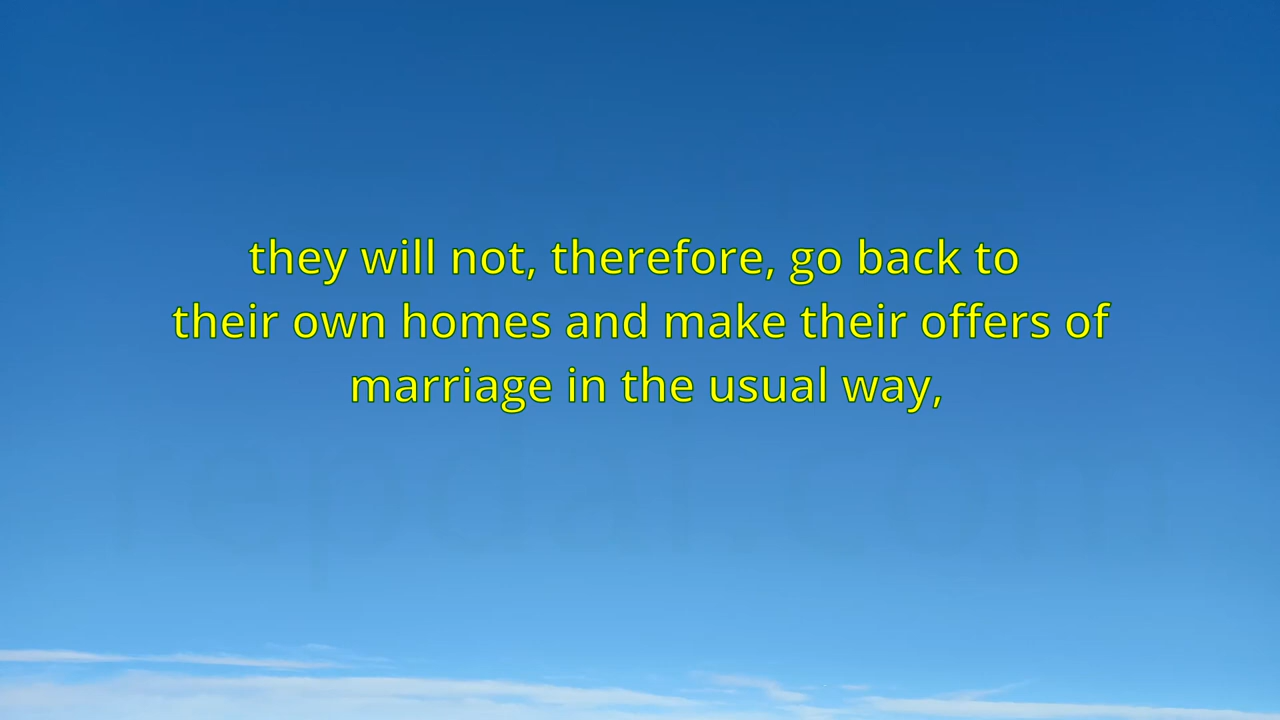 they will not, therefore, go back to
their own homes and make their offers of
marriage in the usual way,